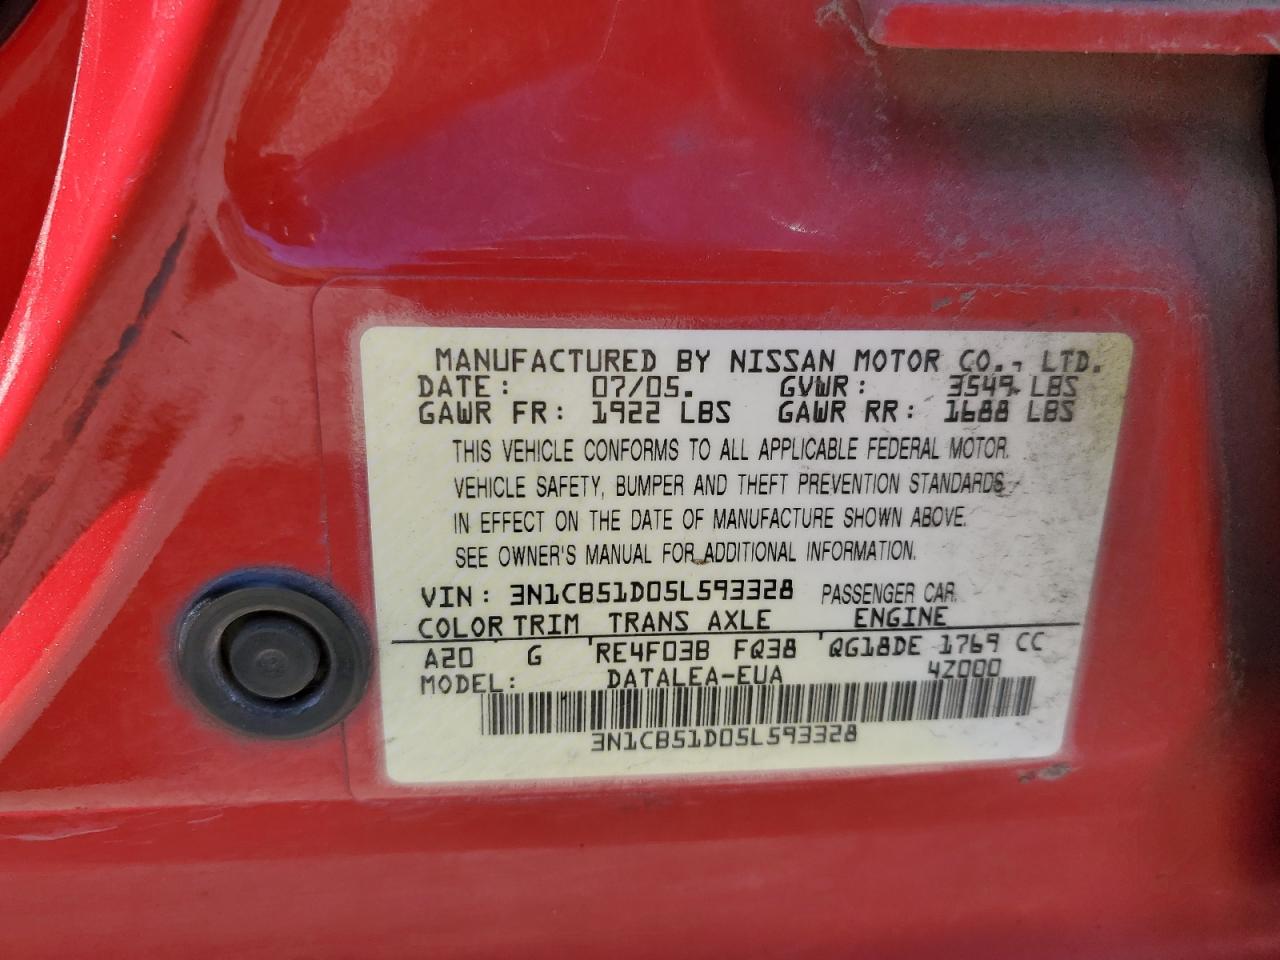 MANUFACTURED BY NISSAN MOTOR CO., LTD.
DATE: 07/05. GVWR: 3549 LBS
GAWR FR: 1922 LBS GAWR RR: 1688 LBS
THIS VEHICLE CONFORMS TO ALL APPLICABLE FEDERAL MOTOR
VEHICLE SAFETY, BUMPER AND THEFT PREVENTION STANDARDS
IN EFFECT ON THE DATE OF MANUFACTURE SHOWN ABOVE.
SEE OWNER'S MANUAL FOR ADDITIONAL INFORMATION.
VIN: 3N1CB51D05L593328 PASSENGER CAR.
COLOR TRIM TRANS AXLE ENGINE
A20 G RE4F03B FQ38 QG18DE 1769 CC
MODEL: DATALEA-EUA 4Z000
3N1CB51D05L593328